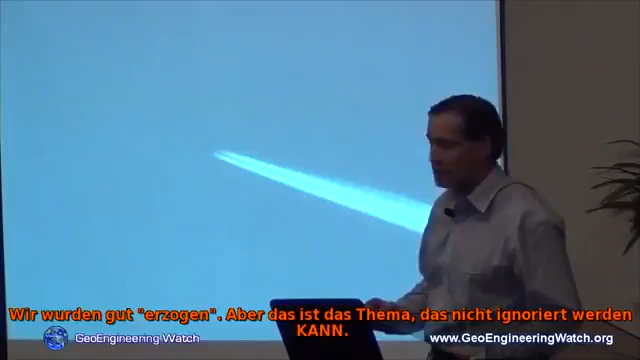 Wir wurden gut "erzogen". Aber das ist das Thema, das nicht ignoriert werden
KANN.
GeoEngineering Watch
www.GeoEngineeringWatch.org